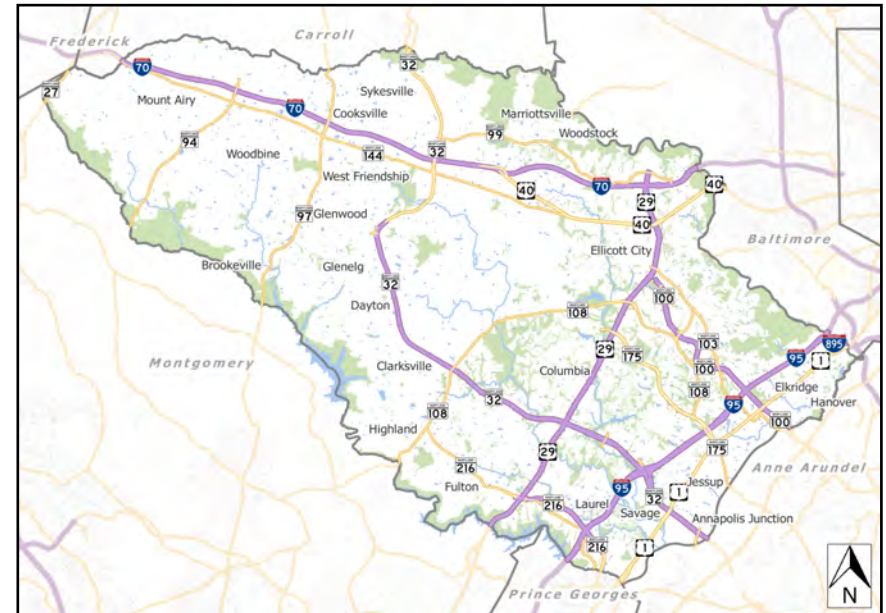 Frederick
Carroll
27
70
Mount Airy
70
32
Sykesville
Cooksville
Marriottsville
99
Woodstock
94
Woodbine
144
32
West Friendship
40
70
29
40
40
97
Glenwood
Ellicott City
Baltimore
Brookeville
Glenelg
32
Dayton
100
108
Montgomery
29
175
103
95
895
1
Clarksville
Columbia
100
Elkridge
108
Hanover
108
32
95
100
Highland
29
175
216
Anne Arundel
Fulton
95
1
Jessup
32
216
Laurel
Savage
Annapolis Junction
216
1
Prince Georges
N